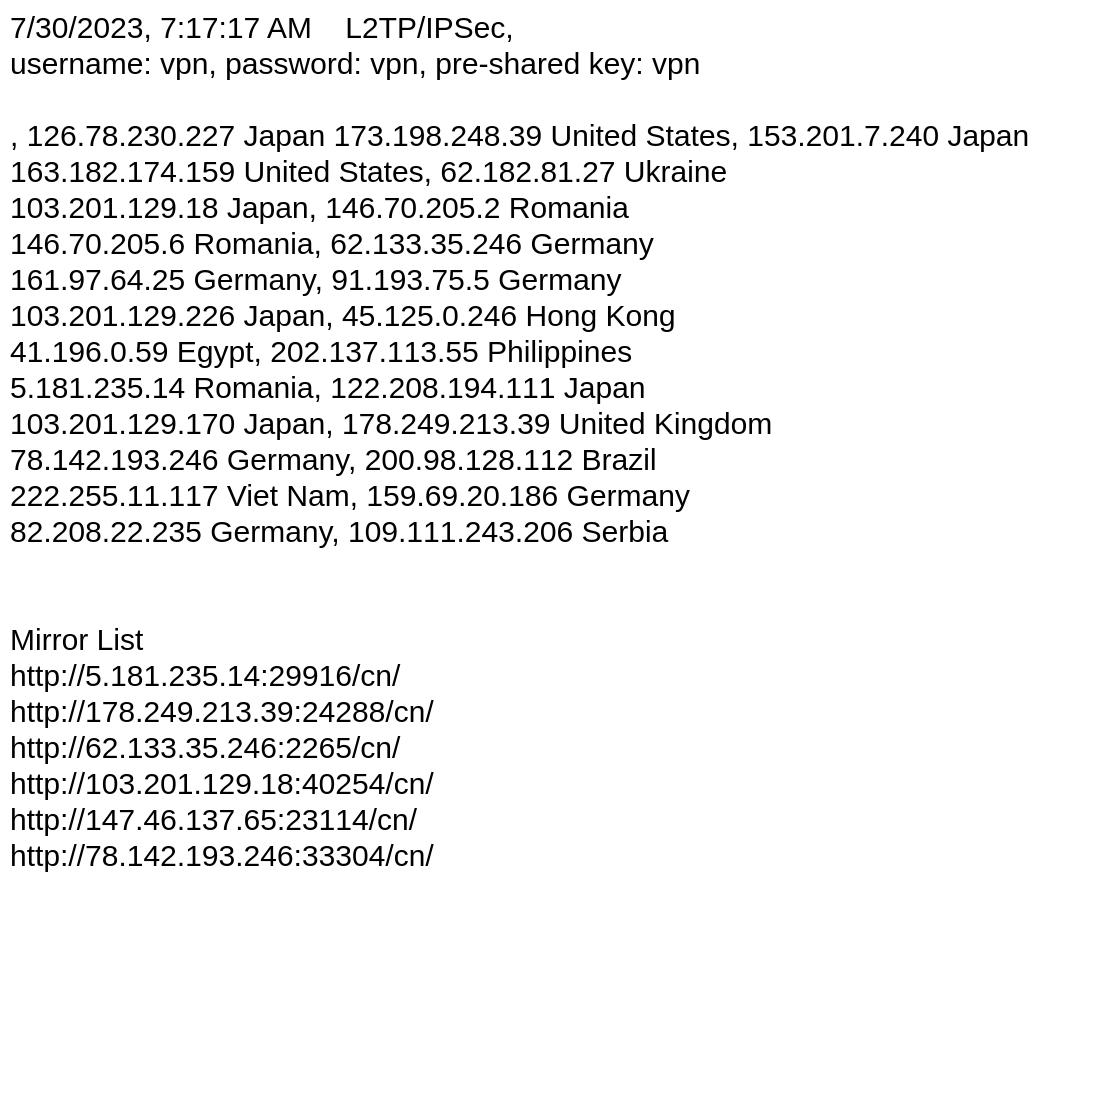 7/30/2023, 7:17:17 AM    L2TP/IPSec,
username: vpn, password: vpn, pre-shared key: vpn
, 126.78.230.227 Japan 173.198.248.39 United States, 153.201.7.240 Japan
163.182.174.159 United States, 62.182.81.27 Ukraine
103.201.129.18 Japan, 146.70.205.2 Romania
146.70.205.6 Romania, 62.133.35.246 Germany
161.97.64.25 Germany, 91.193.75.5 Germany
103.201.129.226 Japan, 45.125.0.246 Hong Kong
41.196.0.59 Egypt, 202.137.113.55 Philippines
5.181.235.14 Romania, 122.208.194.111 Japan
103.201.129.170 Japan, 178.249.213.39 United Kingdom
78.142.193.246 Germany, 200.98.128.112 Brazil
222.255.11.117 Viet Nam, 159.69.20.186 Germany
82.208.22.235 Germany, 109.111.243.206 Serbia
Mirror List
http://5.181.235.14:29916/cn/
http://178.249.213.39:24288/cn/
http://62.133.35.246:2265/cn/
http://103.201.129.18:40254/cn/
http://147.46.137.65:23114/cn/
http://78.142.193.246:33304/cn/